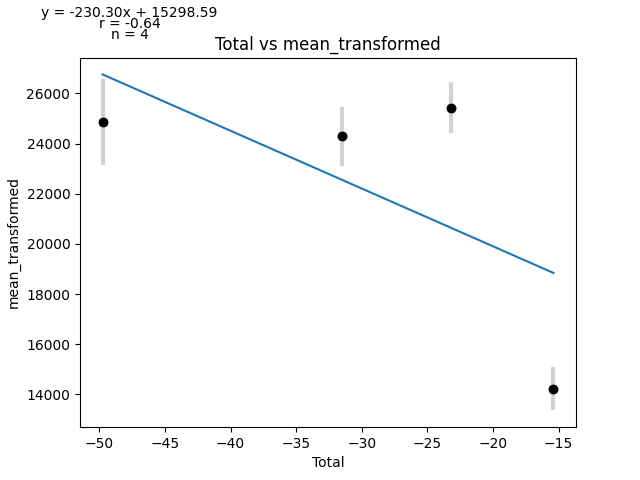 y = -230.30x + 15298.59
r = -0.64
n = 4
Total vs mean_transformed
26000
24000
22000
20000
18000
16000
14000
mean_transformed
−50
−45
−40
−35
−30
−25
−20
−15
Total